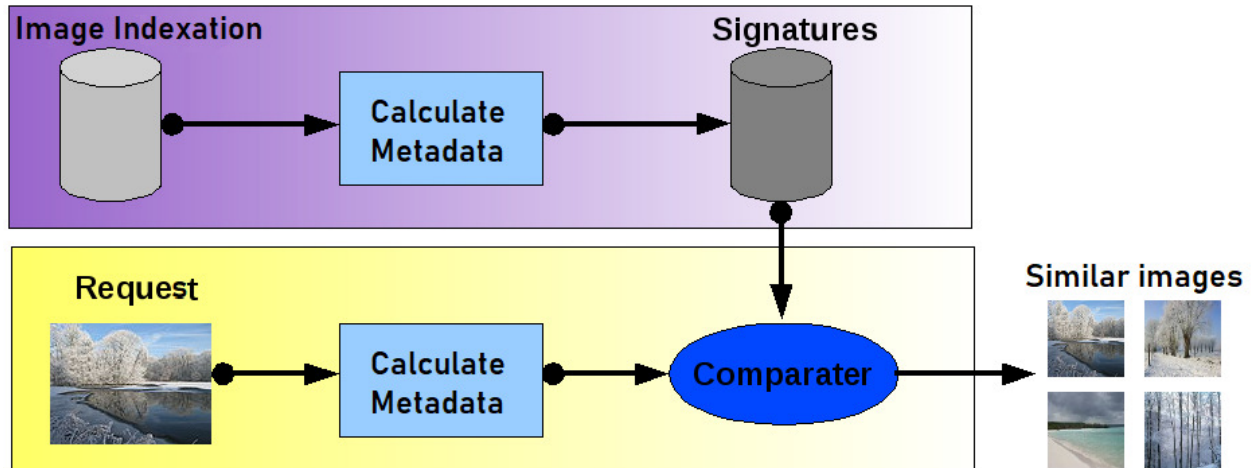 Image Indexation
Signatures
Calculate
Metadata
Request
Calculate
Metadata
Comparater
Similar images